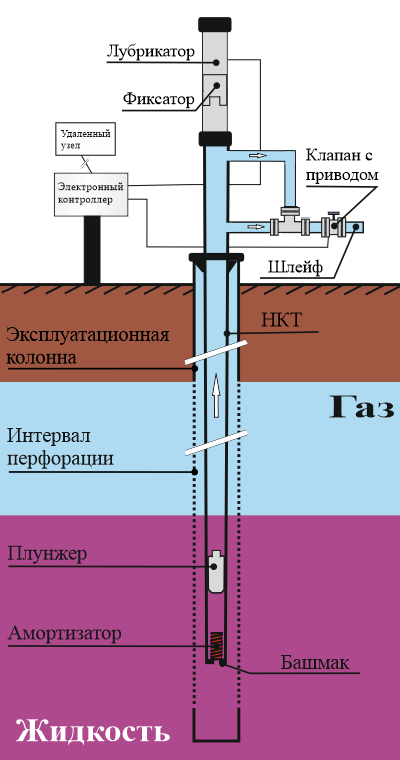 Лубрикатор
Фиксатор
Удаленный
узел
Клапан с
приводом
Электронный
контроллер
Шлейф
НКТ
Эксплуатационная
колонна
Газ
Интервал
перфорации
Плунжер
Амортизатор
Башмак
Жидкость